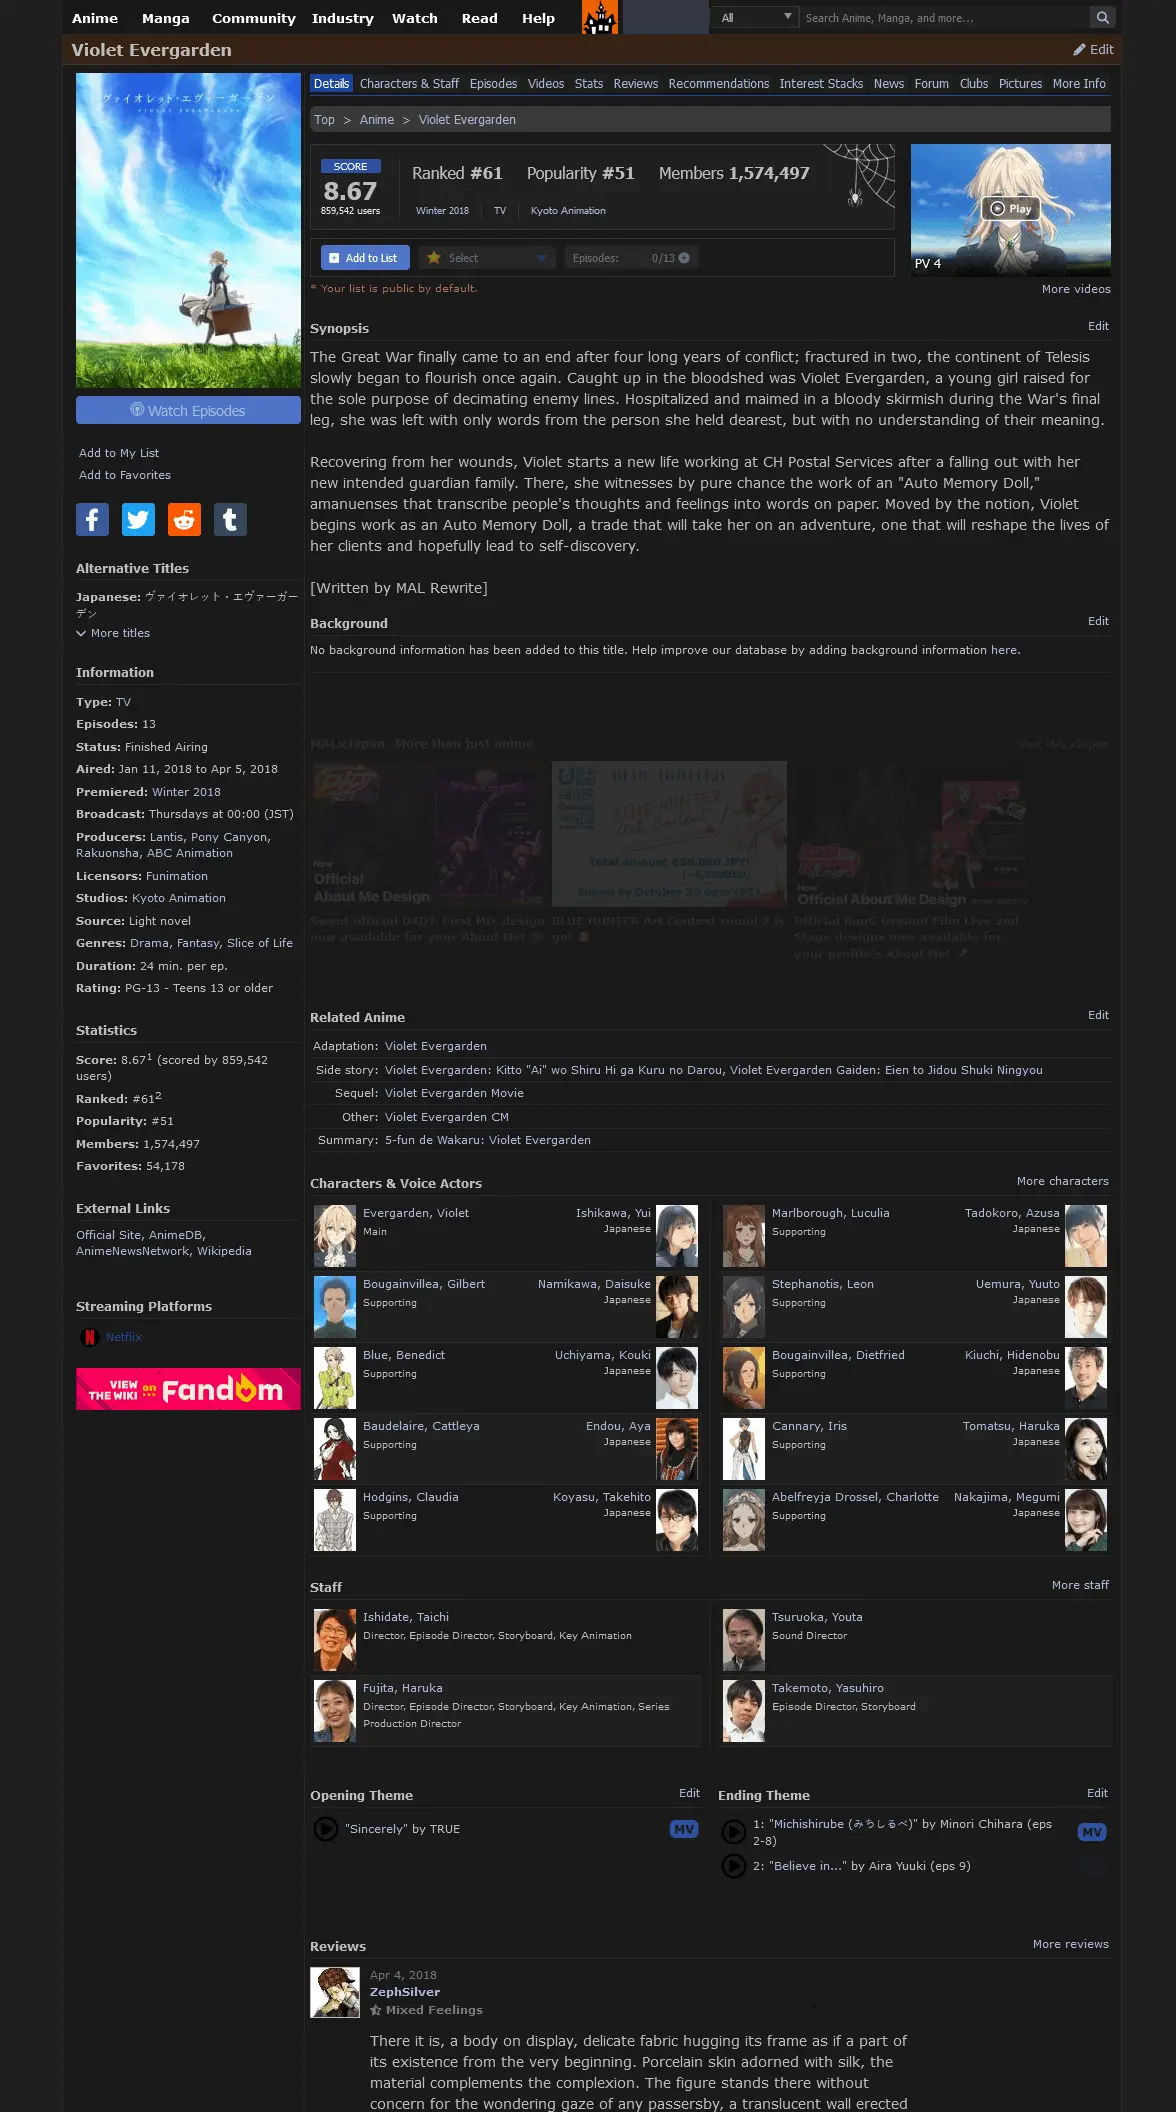 Anime Manga Community Industry Watch Read Help All Search Anime, Manga, and more...
Violet Evergarden Edit
ヴァイオレット・エヴァーガーデン
Details Characters & Staff Episodes Videos Stats Reviews Recommendations Interest Stacks News Forum Clubs Pictures More Info
Top > Anime > Violet Evergarden
SCORE
8.67
859,542 users
Ranked #61 Popularity #51 Members 1,574,497
Winter 2018 TV Kyoto Animation
Play
PV 4
Add to List Select Episodes: 0/13
* Your list is public by default.
More videos
Watch Episodes
Add to My List
Add to Favorites
Alternative Titles
Japanese: ヴァイオレット・エヴァーガー
デン
More titles
Information
Type: TV
Episodes: 13
Status: Finished Airing
Aired: Jan 11, 2018 to Apr 5, 2018
Premiered: Winter 2018
Broadcast: Thursdays at 00:00 (JST)
Producers: Lantis, Pony Canyon,
Rakuonsha, ABC Animation
Licensors: Funimation
Studios: Kyoto Animation
Source: Light novel
Genres: Drama, Fantasy, Slice of Life
Duration: 24 min. per ep.
Rating: PG-13 - Teens 13 or older
Statistics
Score: 8.67¹ (scored by 859,542
users)
Ranked: #61²
Popularity: #51
Members: 1,574,497
Favorites: 54,178
External Links
Official Site, AnimeDB,
AnimeNewsNetwork, Wikipedia
Streaming Platforms
Netflix
VIEW
THE WIKI on Fandom
Synopsis Edit
The Great War finally came to an end after four long years of conflict; fractured in two, the continent of Telesis
slowly began to flourish once again. Caught up in the bloodshed was Violet Evergarden, a young girl raised for
the sole purpose of decimating enemy lines. Hospitalized and maimed in a bloody skirmish during the War's final
leg, she was left with only words from the person she held dearest, but with no understanding of their meaning.
Recovering from her wounds, Violet starts a new life working at CH Postal Services after a falling out with her
new intended guardian family. There, she witnesses by pure chance the work of an "Auto Memory Doll,"
amanuenses that transcribe people's thoughts and feelings into words on paper. Moved by the notion, Violet
begins work as an Auto Memory Doll, a trade that will take her on an adventure, one that will reshape the lives of
her clients and hopefully lead to self-discovery.
[Written by MAL Rewrite]
Background Edit
No background information has been added to this title. Help improve our database by adding background information here.
MALxJapan -More than just anime- Visit MALxJapan
Now
Official
About Me Design
BLUE HUNTER
Total amount 650,000 JPY!
Submit by October 30 6pm
Now
Official About Me Design
Sweet official D4DJ: First Mix design
now available for your About Me!
BLUE HUNTER Art Contest round 2 is
go!
Official BanG Dream! Film Live 2nd
Stage designs now available for
your profile's About Me!
Related Anime Edit
Adaptation: Violet Evergarden
Side story: Violet Evergarden: Kitto "Ai" wo Shiru Hi ga Kuru no Darou, Violet Evergarden Gaiden: Eien to Jidou Shuki Ningyou
Sequel: Violet Evergarden Movie
Other: Violet Evergarden CM
Summary: 5-fun de Wakaru: Violet Evergarden
Characters & Voice Actors More characters
Evergarden, Violet Ishikawa, Yui
Main Japanese
Marlborough, Luculia Tadokoro, Azusa
Supporting Japanese
Bougainvillea, Gilbert Namikawa, Daisuke
Supporting Japanese
Stephanotis, Leon Uemura, Yuuto
Supporting Japanese
Blue, Benedict Uchiyama, Kouki
Supporting Japanese
Bougainvillea, Dietfried Kiuchi, Hidenobu
Supporting Japanese
Baudelaire, Cattleya Endou, Aya
Supporting Japanese
Cannary, Iris Tomatsu, Haruka
Supporting Japanese
Hodgins, Claudia Koyasu, Takehito
Supporting Japanese
Abelfreyja Drossel, Charlotte Nakajima, Megumi
Supporting Japanese
Staff More staff
Ishidate, Taichi
Director, Episode Director, Storyboard, Key Animation
Tsuruoka, Youta
Sound Director
Fujita, Haruka
Director, Episode Director, Storyboard, Key Animation, Series
Production Director
Takemoto, Yasuhiro
Episode Director, Storyboard
Opening Theme Edit
"Sincerely" by TRUE MV
Ending Theme Edit
1: "Michishirube (みちしるべ)" by Minori Chihara (eps
2-8) MV
2: "Believe in..." by Aira Yuuki (eps 9)
Reviews More reviews
Apr 4, 2018
ZephSilver
Mixed Feelings
There it is, a body on display, delicate fabric hugging its frame as if a part of
its existence from the very beginning. Porcelain skin adorned with silk, the
material complements the complexion. The figure stands there without
concern for the wondering gaze of any passersby, a translucent wall erected